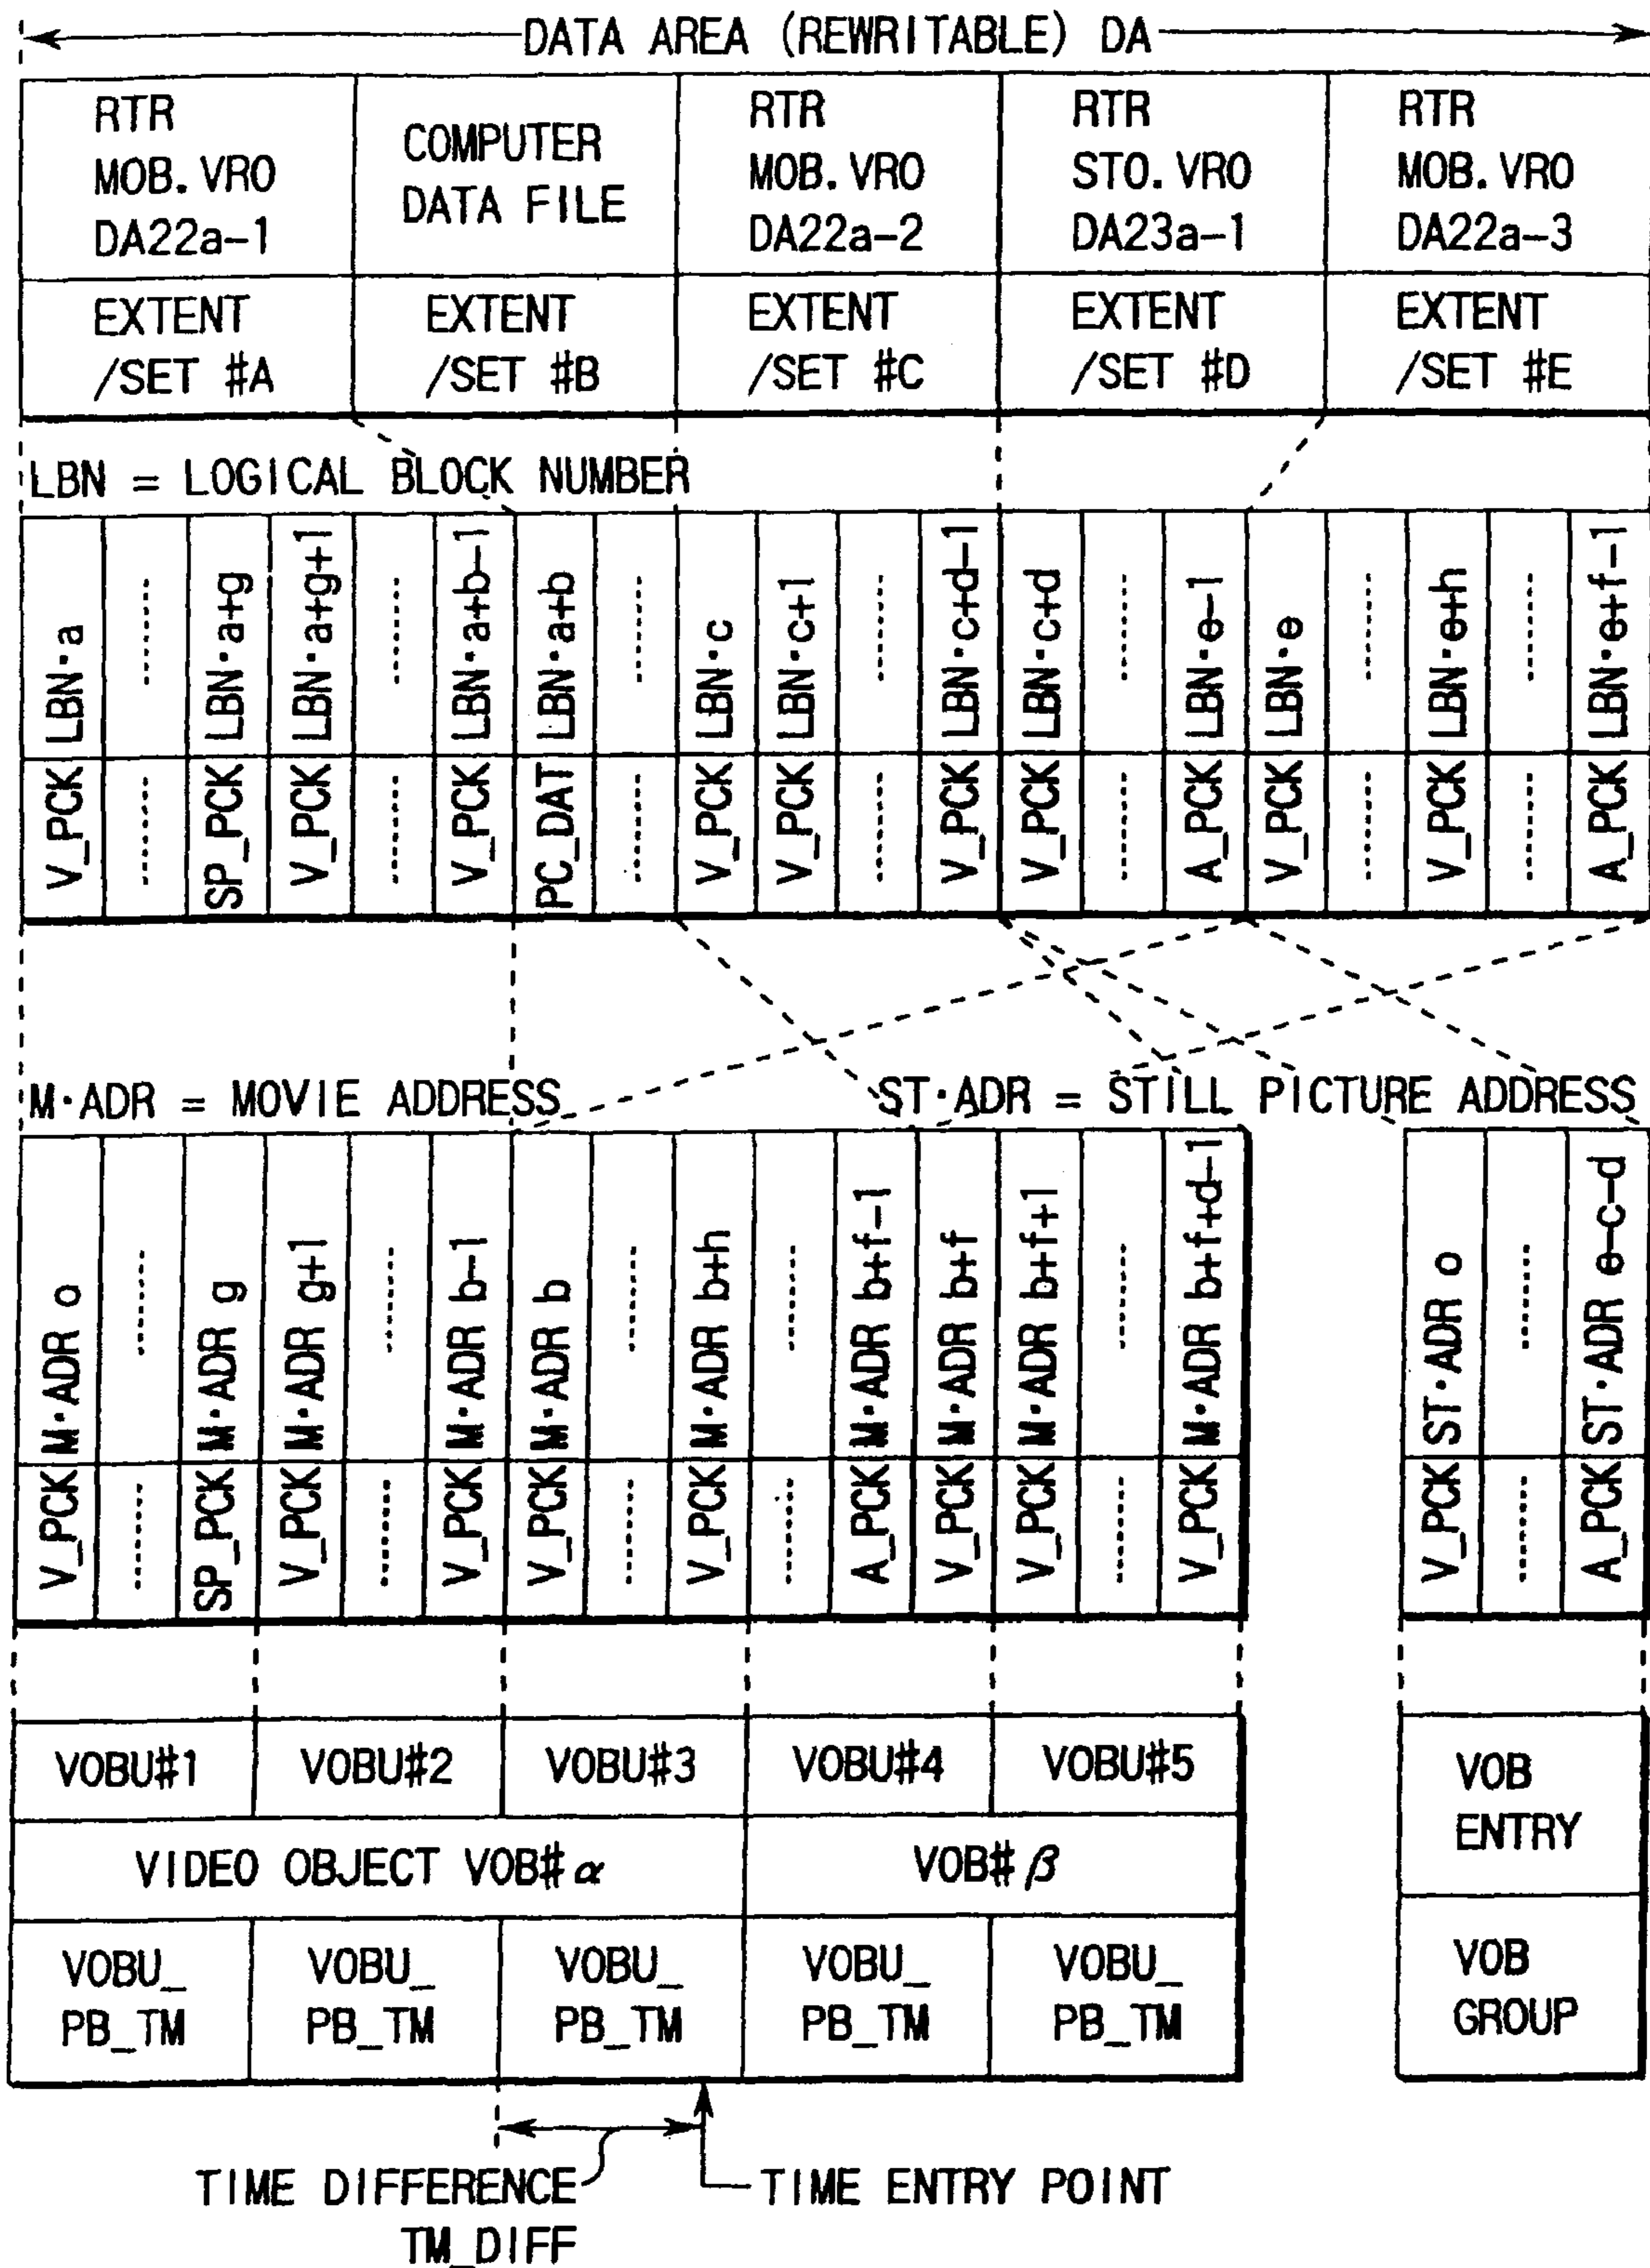 DATA AREA (REWRITABLE) DA
RTR
MOB.VRO
DA22a-1
COMPUTER
DATA FILE
RTR
MOB.VRO
DA22a-2
RTR
STO.VRO
DA23a-1
RTR
MOB.VRO
DA22a-3
EXTENT
/SET #A
EXTENT
/SET #B
EXTENT
/SET #C
EXTENT
/SET #D
EXTENT
/SET #E
LBN = LOGICAL BLOCK NUMBER
V_PCK LBN·a
SP_PCK LBN·a+g
V_PCK LBN·a+g+1
V_PCK LBN·a+b-1
PC_DAT LBN·a+b
V_PCK LBN·c
V_PCK LBN·c+1
V_PCK LBN·c+d-1
V_PCK LBN·c+d
A_PCK LBN·e-1
V_PCK LBN·e
V_PCK LBN·e+h
A_PCK LBN·e+f-1
M·ADR = MOVIE ADDRESS
ST·ADR = STILL PICTURE ADDRESS
V_PCK M·ADR o
SP_PCK M·ADR g
V_PCK M·ADR g+1
V_PCK M·ADR b-1
V_PCK M·ADR b
V_PCK M·ADR b+h
A_PCK M·ADR b+f-1
V_PCK M·ADR b+f
V_PCK M·ADR b+f+1
V_PCK M·ADR b+f+d-1
V_PCK ST·ADR o
A_PCK ST·ADR e-c-d
VOBU#1
VOBU#2
VOBU#3
VOBU#4
VOBU#5
VIDEO OBJECT VOB#α
VOB#β
VOBU_
PB_TM
VOBU_
PB_TM
VOBU_
PB_TM
VOBU_
PB_TM
VOBU_
PB_TM
VOB
ENTRY
VOB
GROUP
TIME DIFFERENCE
TM_DIFF
TIME ENTRY POINT